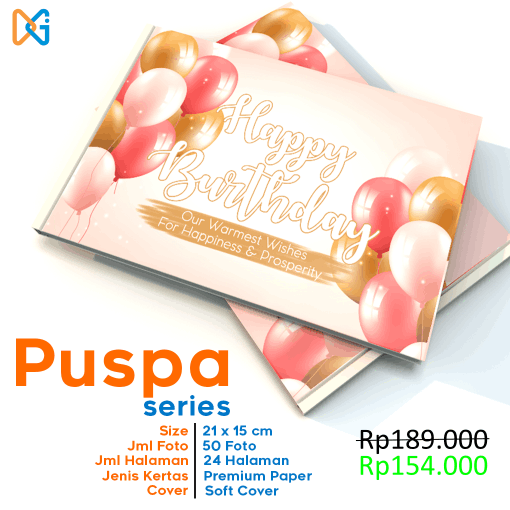 Happy
Burthday
Our Warmest Wishes
For Happiness & Prosperity
Puspa
series
Size 21 x 15 cm
Jml Foto 50 Foto
Jml Halaman 24 Halaman
Jenis Kertas Premium Paper
Cover Soft Cover
Rp189.000
Rp154.000